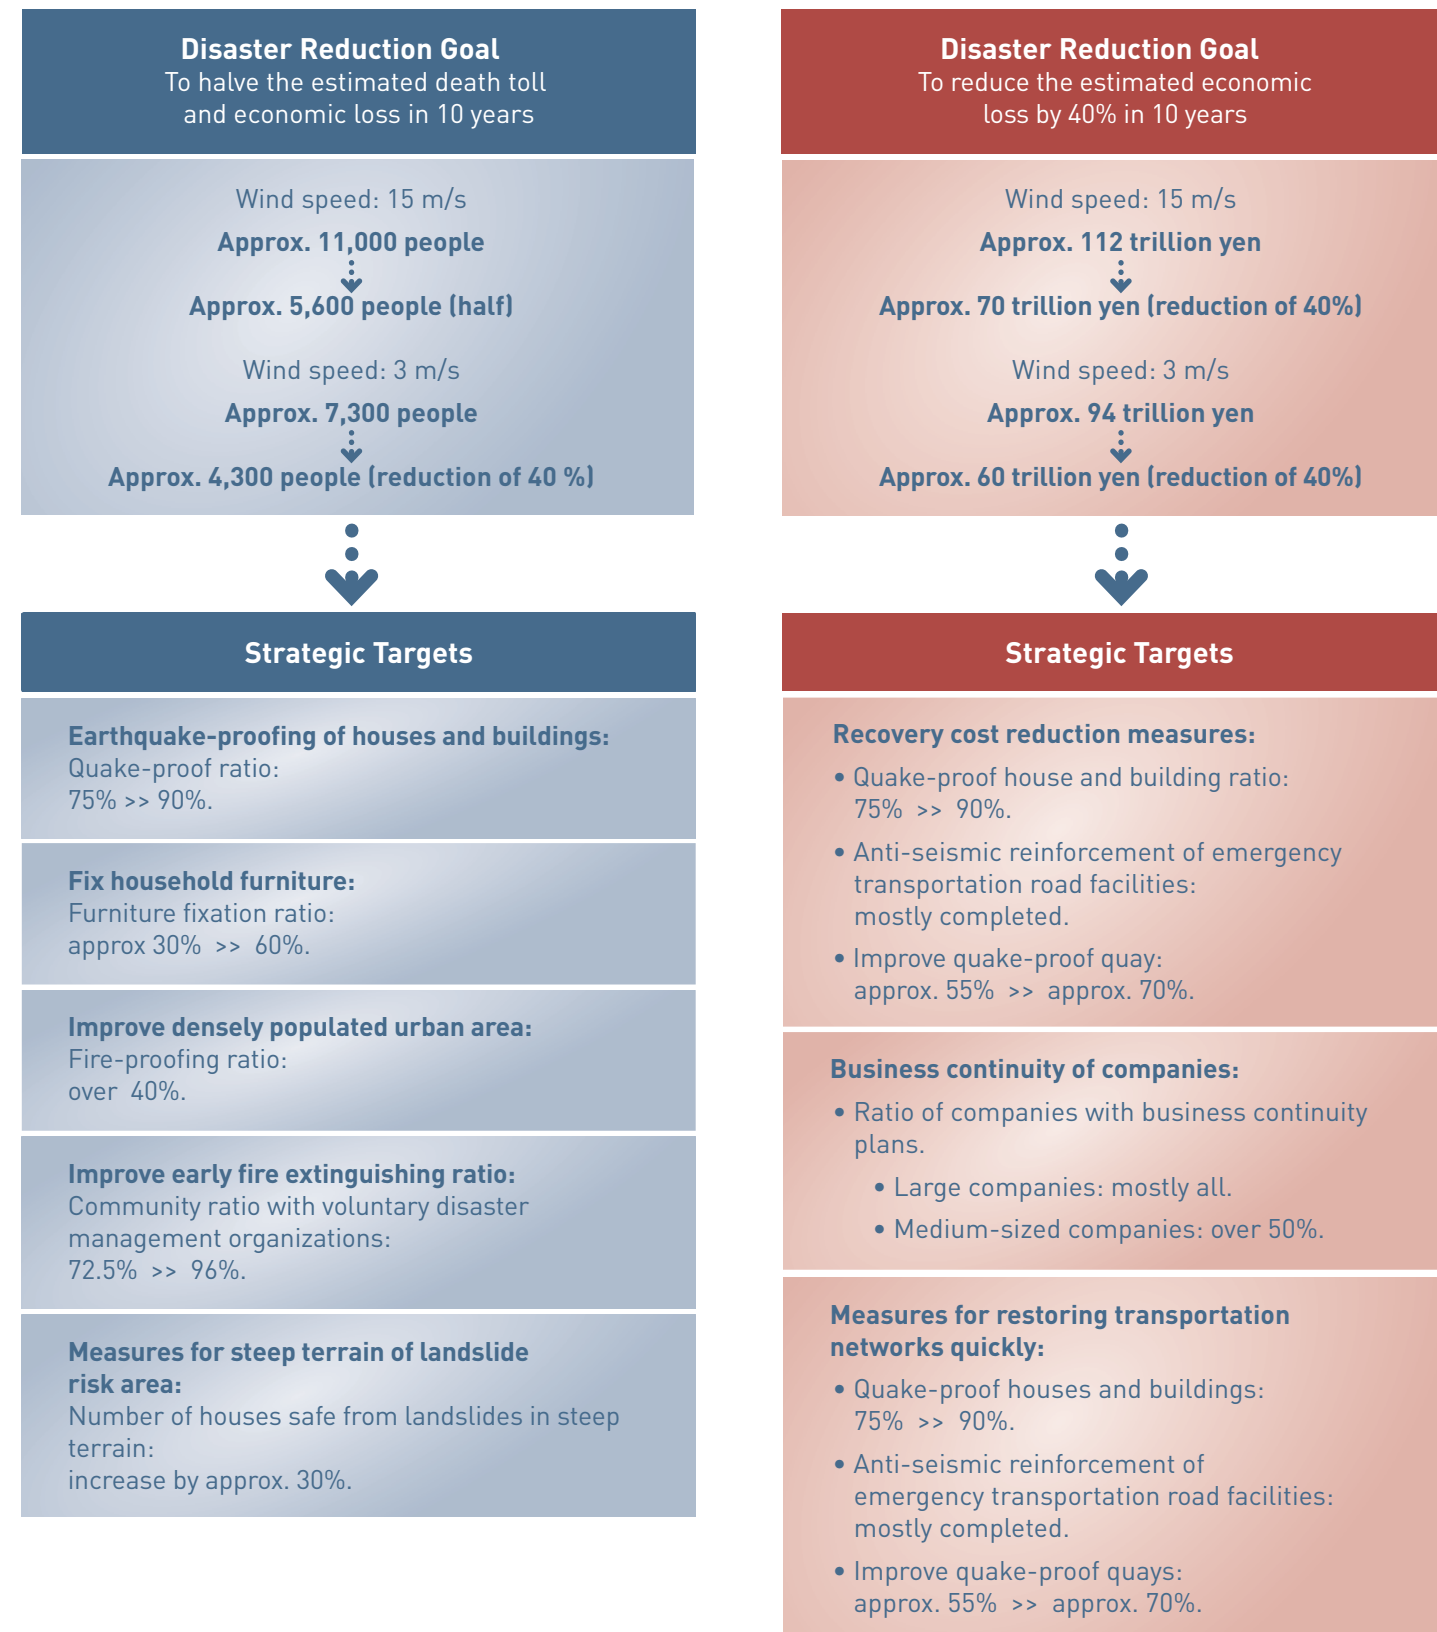 Disaster Reduction Goal
To halve the estimated death toll
and economic loss in 10 years
Wind speed: 15 m/s
Approx. 11,000 people
Approx. 5,600 people (half)
Wind speed: 3 m/s
Approx. 7,300 people
Approx. 4,300 people (reduction of 40 %)
Strategic Targets
Earthquake-proofing of houses and buildings:
Quake-proof ratio:
75% >> 90%.
Fix household furniture:
Furniture fixation ratio:
approx 30% >> 60%.
Improve densely populated urban area:
Fire-proofing ratio:
over 40%.
Improve early fire extinguishing ratio:
Community ratio with voluntary disaster
management organizations:
72.5% >> 96%.
Measures for steep terrain of landslide
risk area:
Number of houses safe from landslides in steep
terrain:
increase by approx. 30%.
Disaster Reduction Goal
To reduce the estimated economic
loss by 40% in 10 years
Wind speed: 15 m/s
Approx. 112 trillion yen
Approx. 70 trillion yen (reduction of 40%)
Wind speed: 3 m/s
Approx. 94 trillion yen
Approx. 60 trillion yen (reduction of 40%)
Strategic Targets
Recovery cost reduction measures:
• Quake-proof house and building ratio:
75% >> 90%.
• Anti-seismic reinforcement of emergency
transportation road facilities:
mostly completed.
• Improve quake-proof quay:
approx. 55% >> approx. 70%.
Business continuity of companies:
• Ratio of companies with business continuity
plans.
• Large companies: mostly all.
• Medium-sized companies: over 50%.
Measures for restoring transportation
networks quickly:
• Quake-proof houses and buildings:
75% >> 90%.
• Anti-seismic reinforcement of
emergency transportation road facilities:
mostly completed.
• Improve quake-proof quays:
approx. 55% >> approx. 70%.